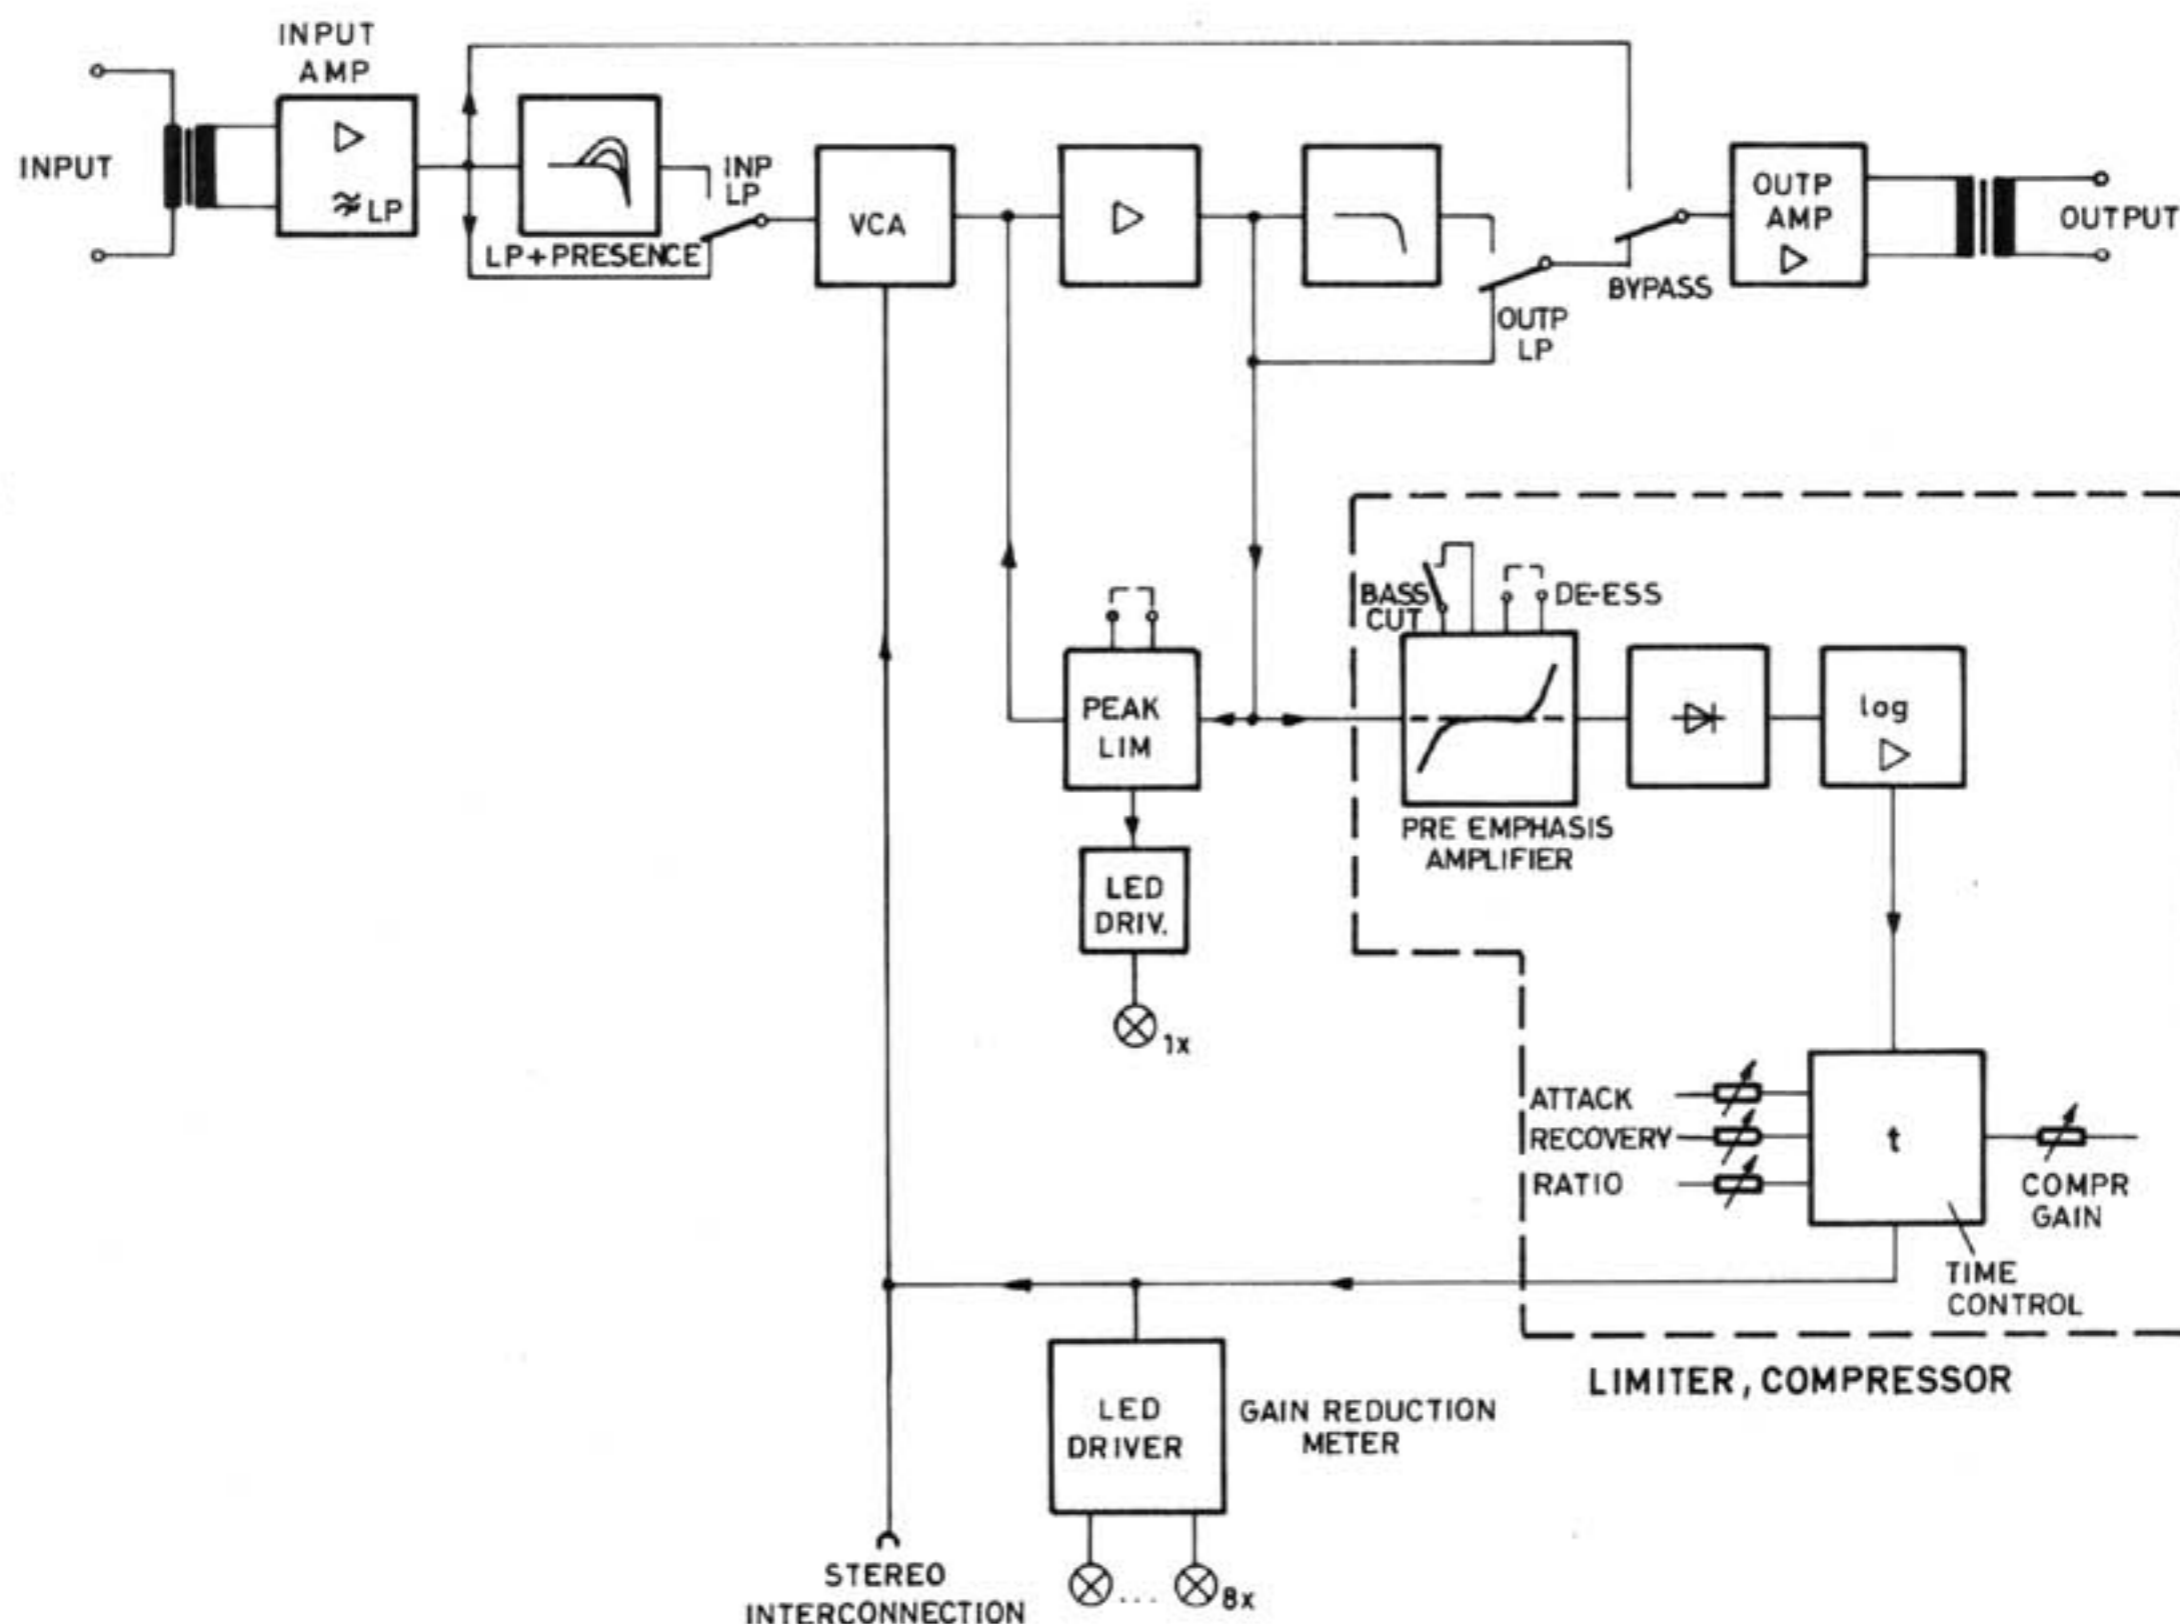 INPUT
AMP
INPUT
LP
LP+PRESENCE
INP
LP
VCA
OUTP
LP
BYPASS
OUTP
AMP
OUTPUT
BASS
CUT
DE-ESS
PEAK
LIM
log
PRE EMPHASIS
AMPLIFIER
LED
DRIV.
1x
ATTACK
RECOVERY
RATIO
t
COMPR
GAIN
TIME
CONTROL
LIMITER, COMPRESSOR
LED
DRIVER
GAIN REDUCTION
METER
8x
STEREO
INTERCONNECTION